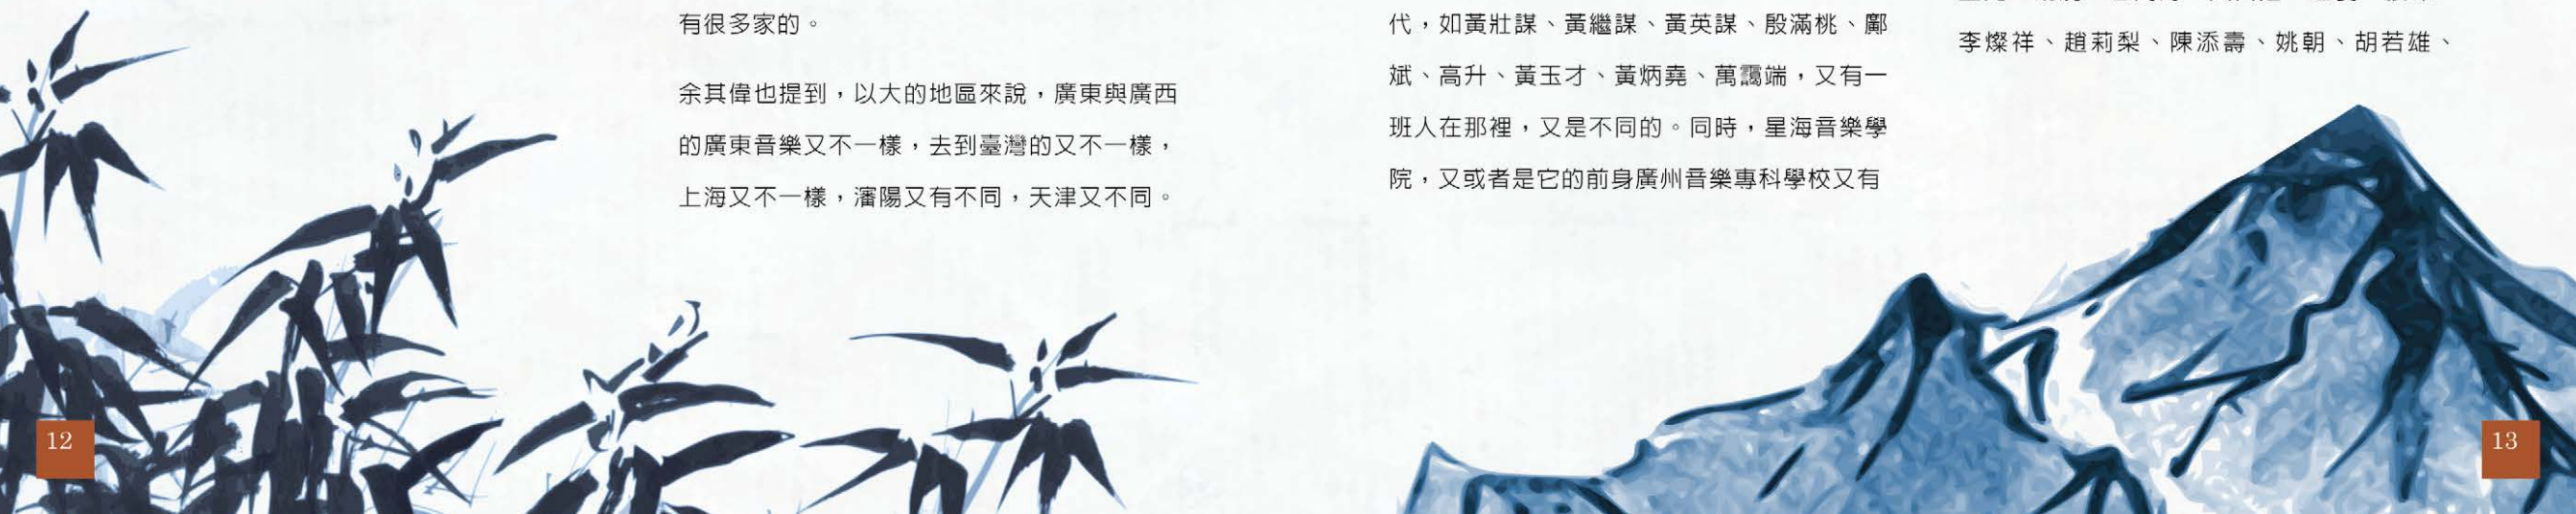 有很多家的。
余其偉也提到，以大的地區來說，廣東與廣西
的廣東音樂又不一樣，去到臺灣的又不一樣，
上海又不一樣，瀋陽又有不同，天津又不同。
12
代，如黃壯謀、黃繼謀、黃英謀、殷滿桃、鄺
斌、高升、黃玉才、黃炳堯、萬靄端，又有一
班人在那裡，又是不同的。同時，星海音樂學
院，又或者是它的前身廣州音樂專科學校又有
李燦祥、趙莉梨、陳添壽、姚朝、胡若雄、
13